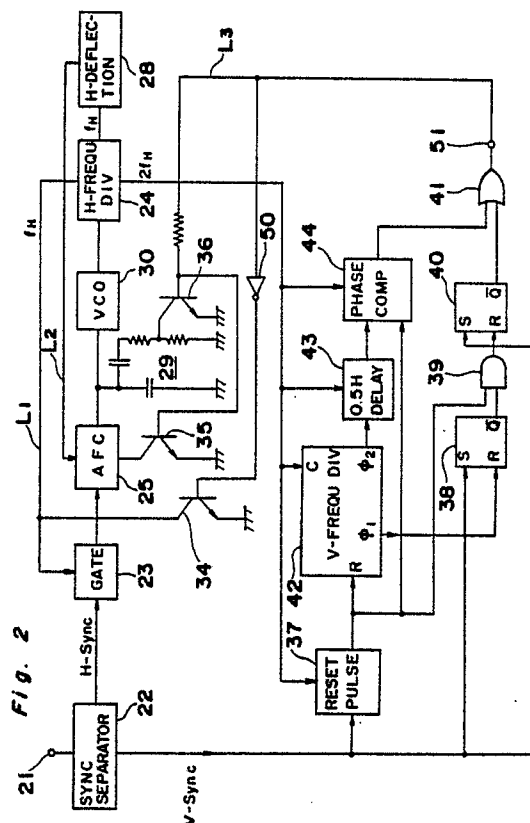 Fig. 2
21
SYNC
SEPARATOR
22
H-Sync
V-Sync
GATE
23
L1
L2
fH
AFC
25
VCO
30
H-FREQU
DIV
24
fH
H-DEFLEC-
TION
28
2fH
29
34
35
36
L3
50
RESET
PULSE
37
42
V-FREQU DIV
C
R
φ1
φ2
0.5H
DELAY
43
PHASE
COMP
44
41
51
S
R
Q̄
38
39
S
R
Q̄
40